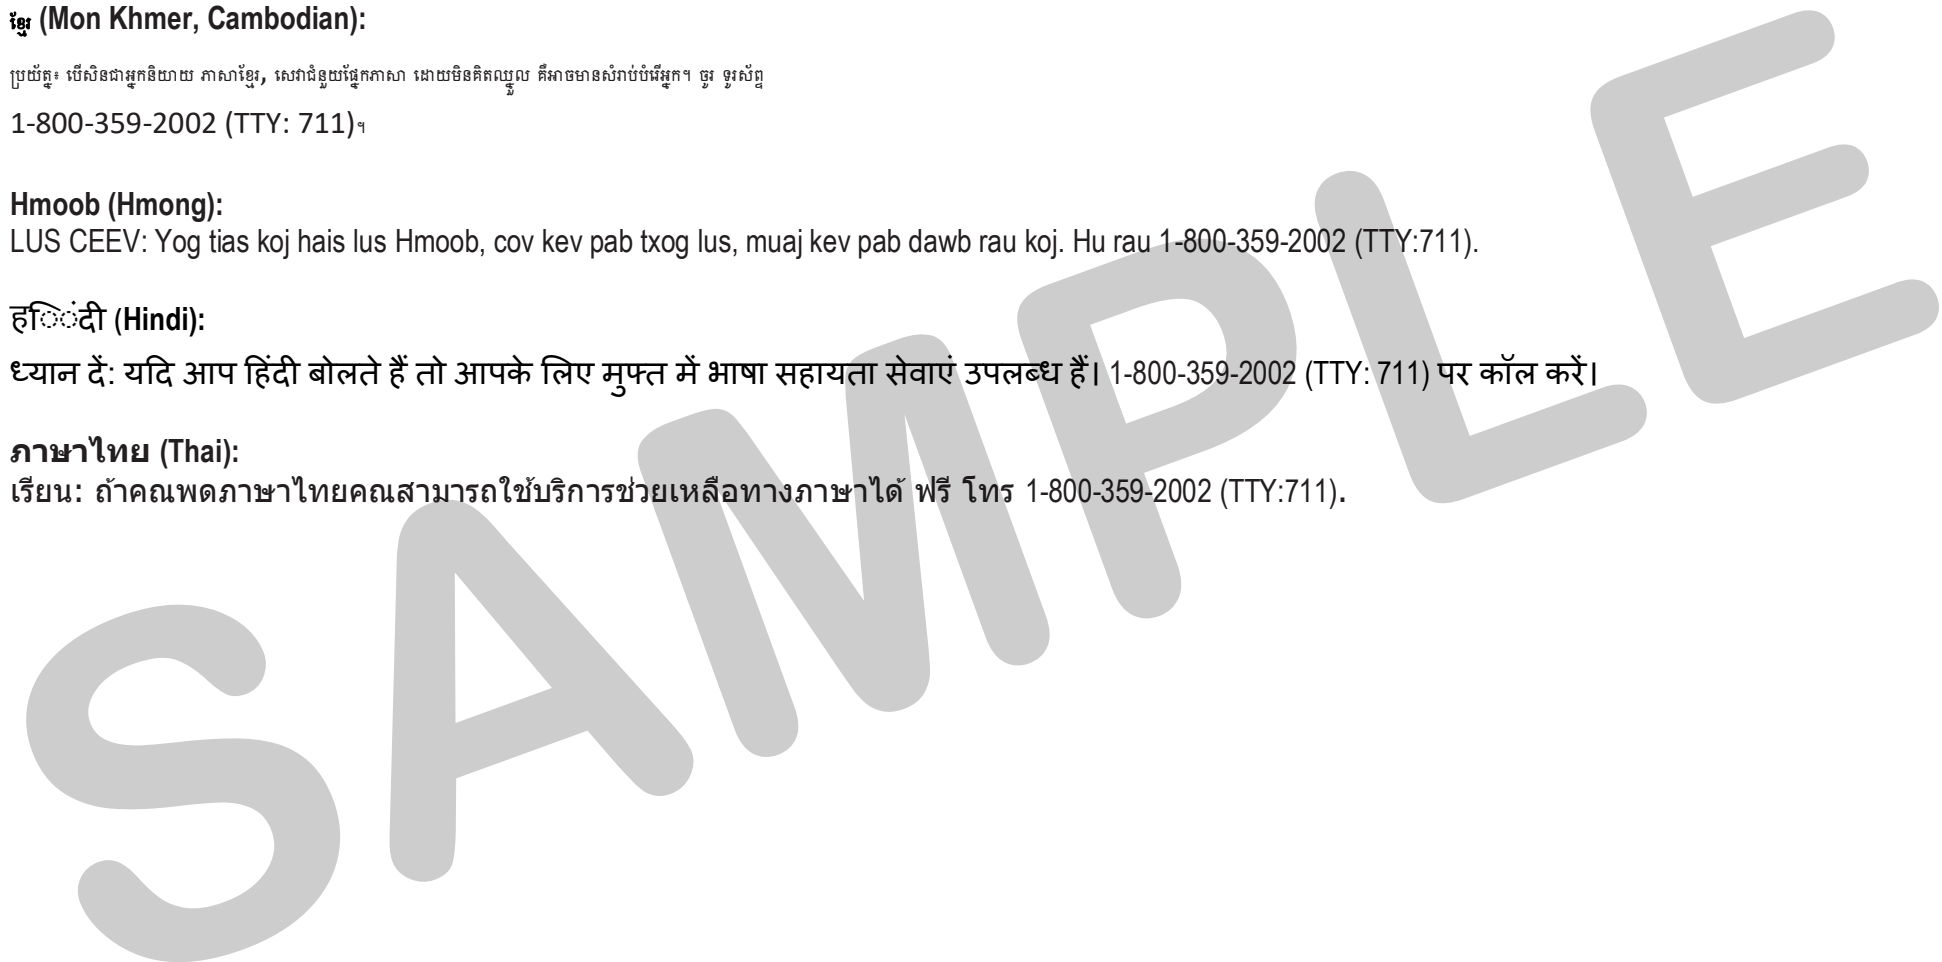 ខ្មែរ (Mon Khmer, Cambodian):
ប្រយ័ត្ន៖ បើសិនជាអ្នកនិយាយ ភាសាខ្មែរ, សេវាជំនួយផ្នែកភាសា ដោយមិនគិតឈ្នួល គឺអាចមានសំរាប់បំរើអ្នក។ ចូរ ទូរស័ព្ទ
1-800-359-2002 (TTY: 711)។
Hmoob (Hmong):
LUS CEEV: Yog tias koj hais lus Hmoob, cov kev pab txog lus, muaj kev pab dawb rau koj. Hu rau 1-800-359-2002 (TTY:711).
हििंदी (Hindi):
ध्यान दें: यदि आप हिंदी बोलते हैं तो आपके लिए मुफ्त में भाषा सहायता सेवाएं उपलब्ध हैं। 1-800-359-2002 (TTY: 711) पर कॉल करें।
ภาษาไทย (Thai):
เรียน: ถ้าคณพดภาษาไทยคณสามารถใช้บริการช่วยเหลือทางภาษาได้ ฟรี โทร 1-800-359-2002 (TTY:711).
SAMPLE